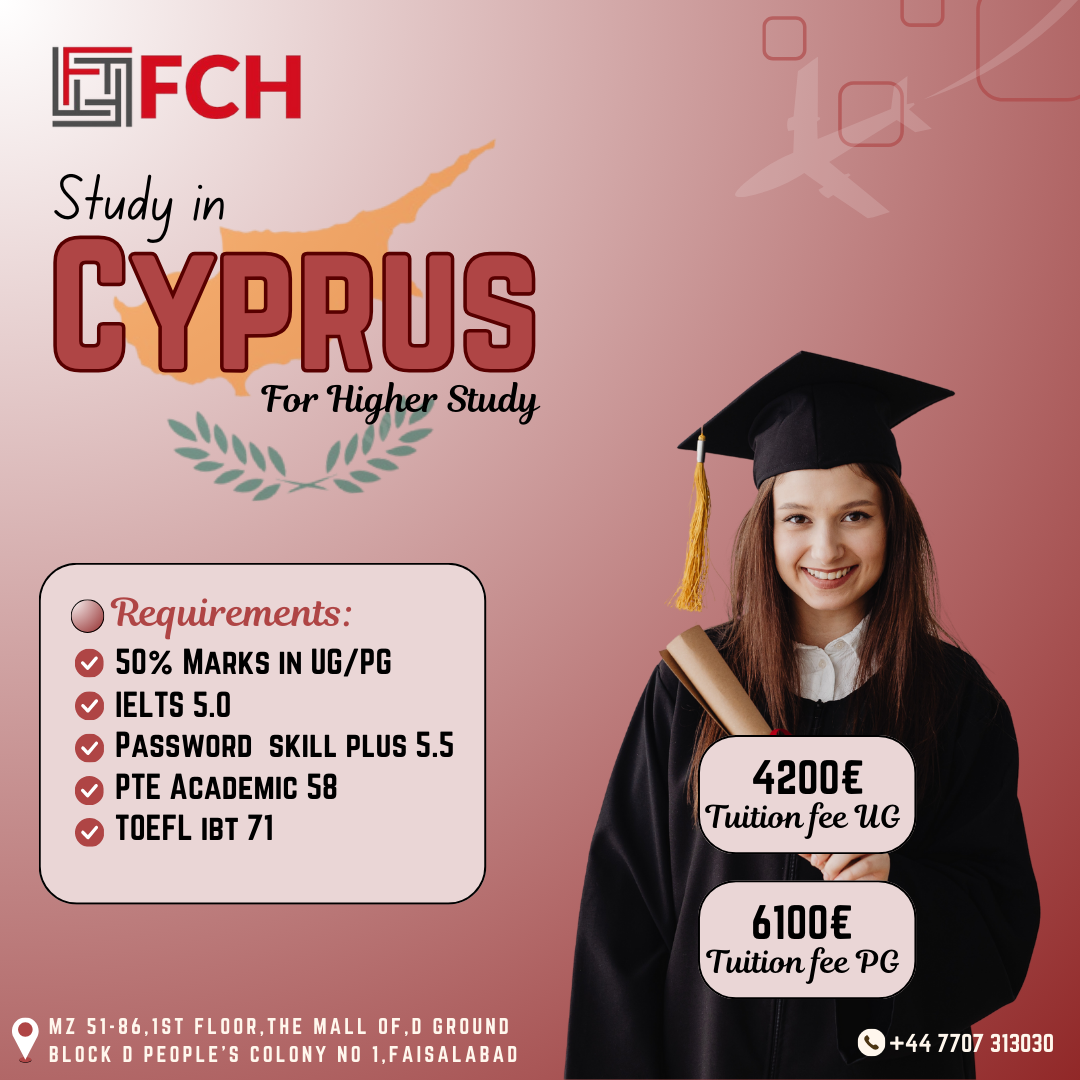 FCH
Study in
CYPRUS
For Higher Study
Requirements:
50% MARKS IN UG/PG
IELTS 5.0
PASSWORD SKILL PLUS 5.5
PTE ACADEMIC 58
TOEFL IBT 71
4200€
Tuition fee UG
6100€
Tuition fee PG
MZ 51-86,1ST FLOOR,THE MALL OF,D GROUND
BLOCK D PEOPLE'S COLONY NO 1,FAISALABAD
+44 7707 313030